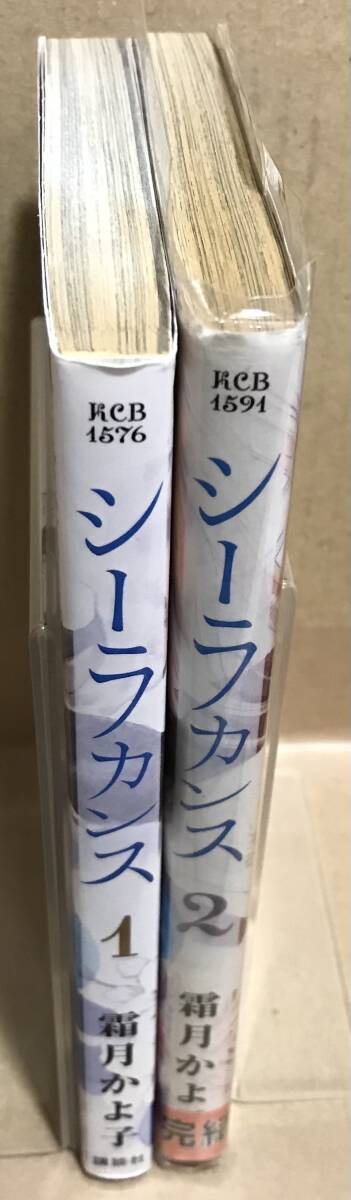 KCB
1576
シーラカンス
1
霜月かよ子
講談社
KCB
1591
シーラカンス
2
霜月かよ
完結